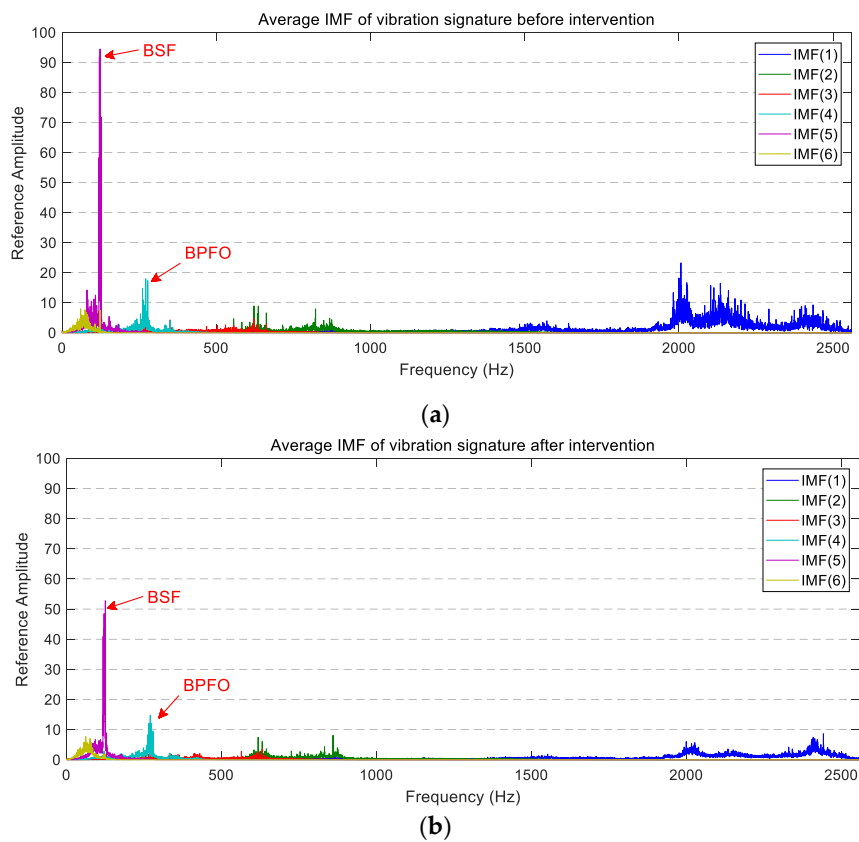 Average IMF of vibration signature before intervention
100
90
80
70
60
50
40
30
20
10
0
Reference Amplitude
BSF
BPFO
IMF(1)
IMF(2)
IMF(3)
IMF(4)
IMF(5)
IMF(6)
0 500 1000 1500 2000 2500
Frequency (Hz)
(a)
Average IMF of vibration signature after intervention
100
90
80
70
60
50
40
30
20
10
0
Reference Amplitude
BSF
BPFO
IMF(1)
IMF(2)
IMF(3)
IMF(4)
IMF(5)
IMF(6)
0 500 1000 1500 2000 2500
Frequency (Hz)
(b)